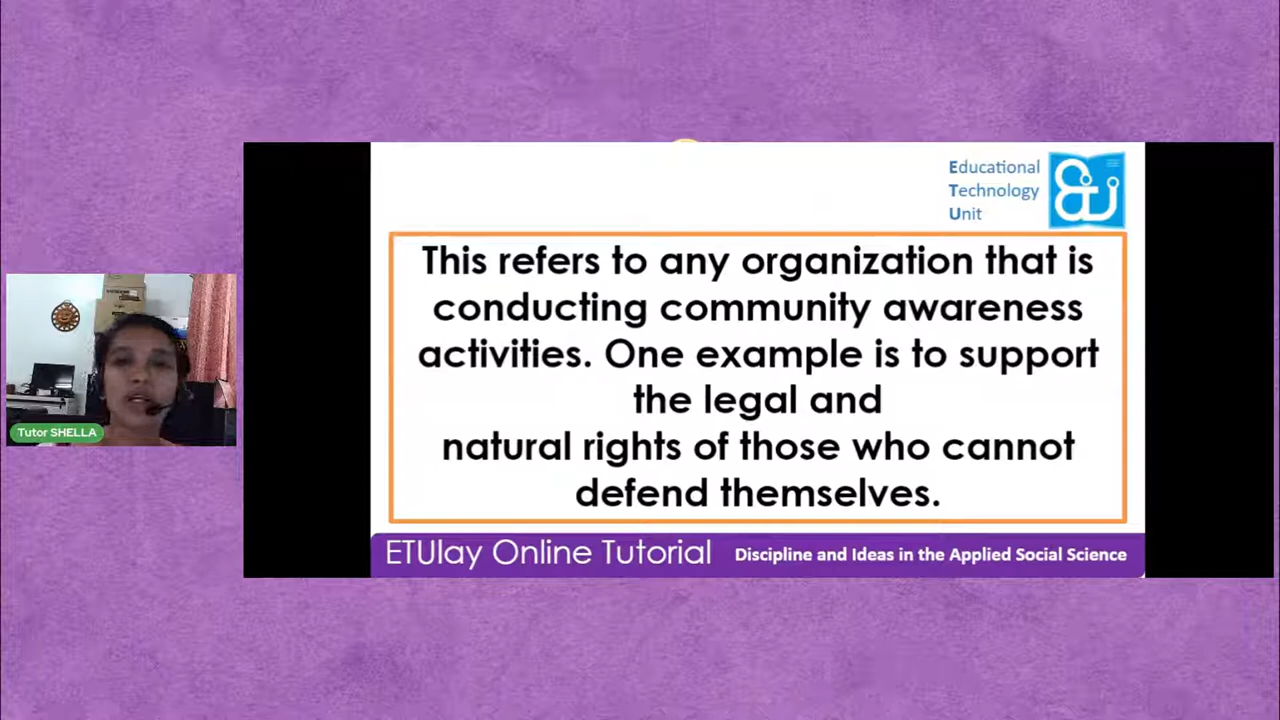 Educational
Technology
Unit
This refers to any organization that is
conducting community awareness
activities. One example is to support
the legal and
natural rights of those who cannot
defend themselves.
Tutor SHELLA
ETUlay Online Tutorial
Discipline and Ideas in the Applied Social Science